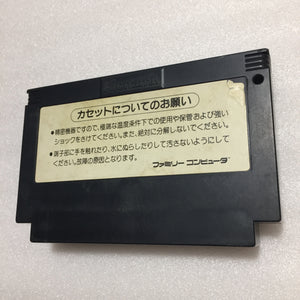 カセットについてのお願い
●精密機器ですので、極端な温度条件下での使用や保管および強い
ショックをさけてください。また、絶対に分解しないでください。
●端子部に手を触れたり、水にぬらしたりして汚さないようにして
ください。故障の原因となります。
ファミリー コンピュータ